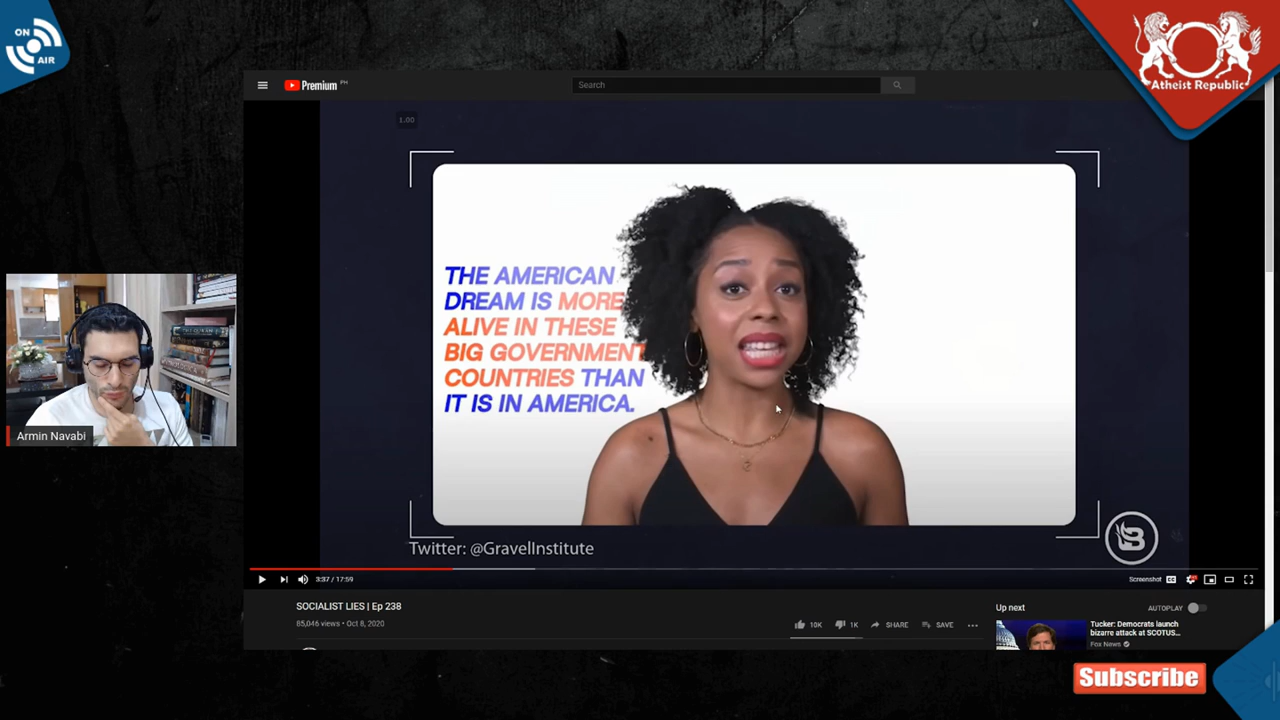 ON
AIR
Atheist Republic
Premium PH
Search
1.00
THE AMERICAN
DREAM IS MORE
ALIVE IN THESE
BIG GOVERNMENT
COUNTRIES THAN
IT IS IN AMERICA.
Armin Navabi
Twitter: @GravelInstitute
B
3:37 / 17:59
Screenshot
CC
SOCIALIST LIES | Ep 238
85,046 views • Oct 8, 2020
10K
1K
SHARE
SAVE
Up next
AUTOPLAY
Tucker: Democrats launch
bizarre attack at SCOTUS...
Fox News
Subscribe